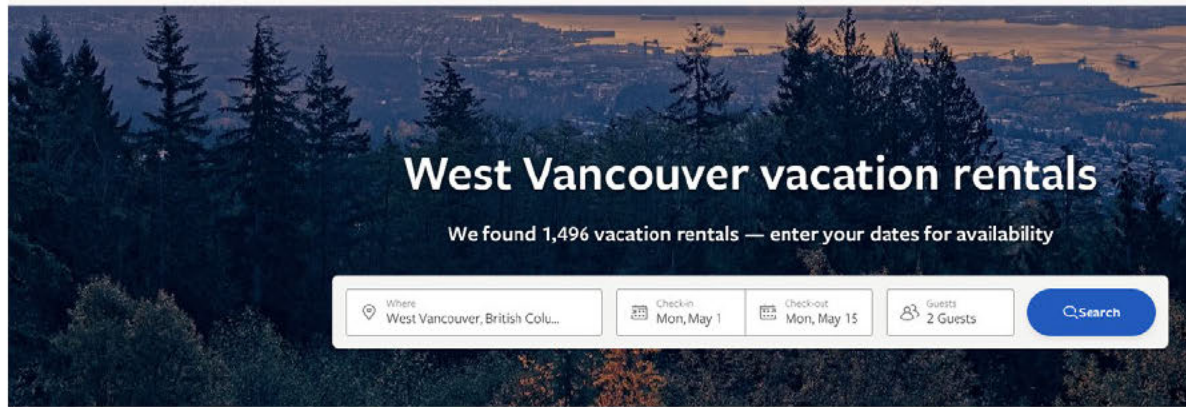 West Vancouver vacation rentals
We found 1,496 vacation rentals — enter your dates for availability
Where
West Vancouver, British Colu...
Check-in
Mon, May 1
Check-out
Mon, May 15
Guests
2 Guests
Search